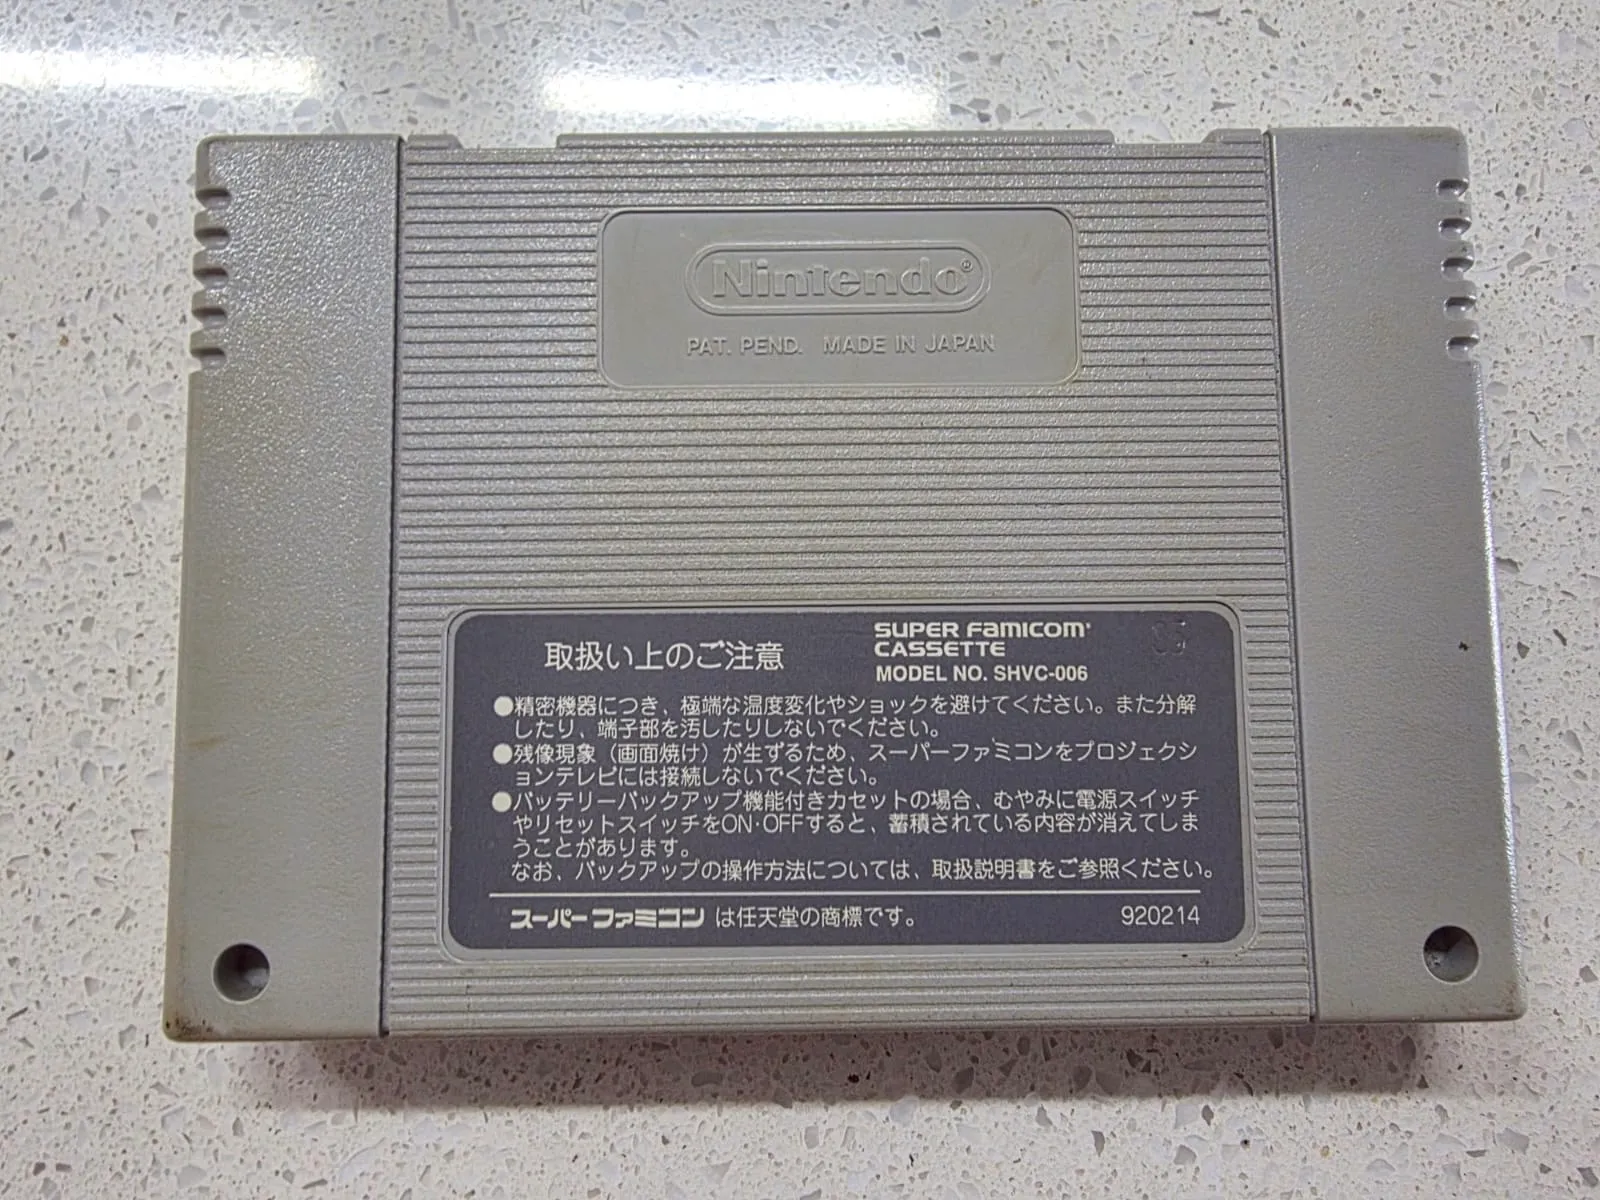 Nintendo®
PAT. PEND. MADE IN JAPAN
取扱い上のご注意
SUPER FAMICOM
CASSETTE
MODEL NO. SHVC-006
●精密機器につき、極端な温度変化やショックを避けてください。また分解
したり、端子部を汚したりしないでください。
●残像現象（画面焼け）が生ずるため、スーパーファミコンをプロジェクシ
ョンテレビには接続しないでください。
●バッテリーバックアップ機能付きカセットの場合、むやみに電源スイッチ
やリセットスイッチをON・OFFすると、蓄積されている内容が消えてしま
うことがあります。
なお、バックアップの操作方法については、取扱説明書をご参照ください。
スーパーファミコン は任天堂の商標です。
920214